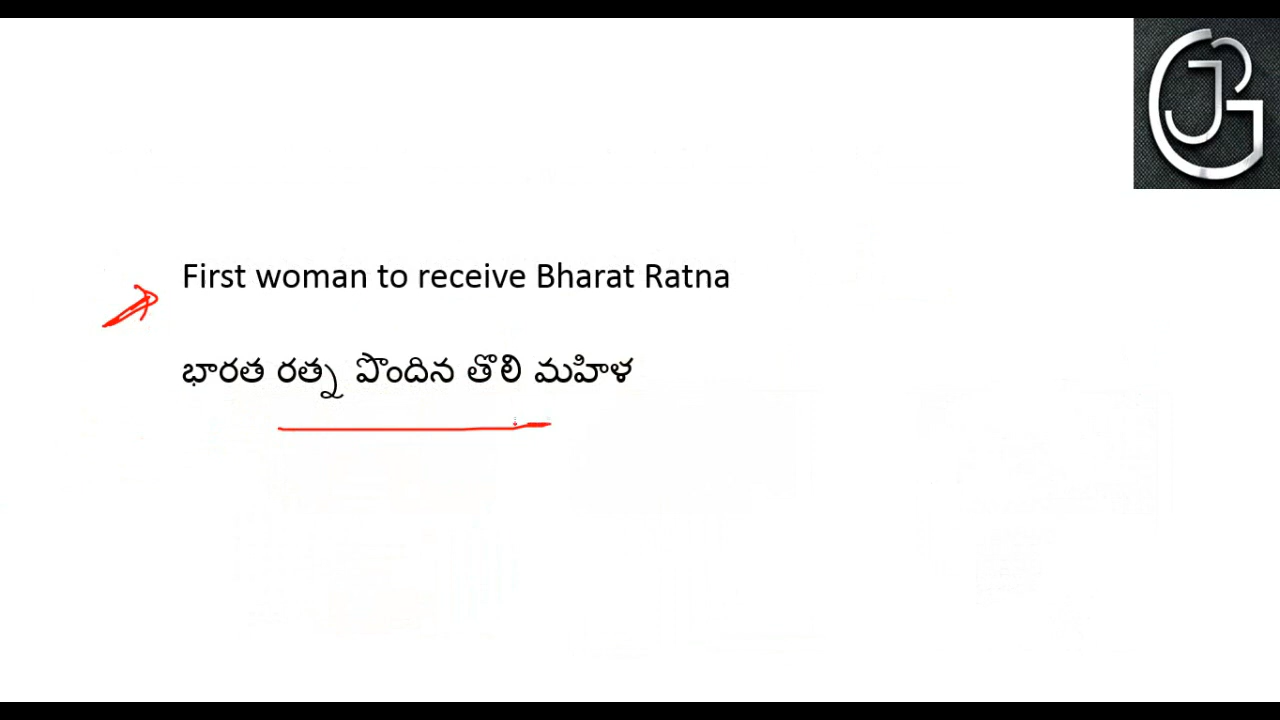 First woman to receive Bharat Ratna
భారత రత్న పొందిన తొలి మహిళ